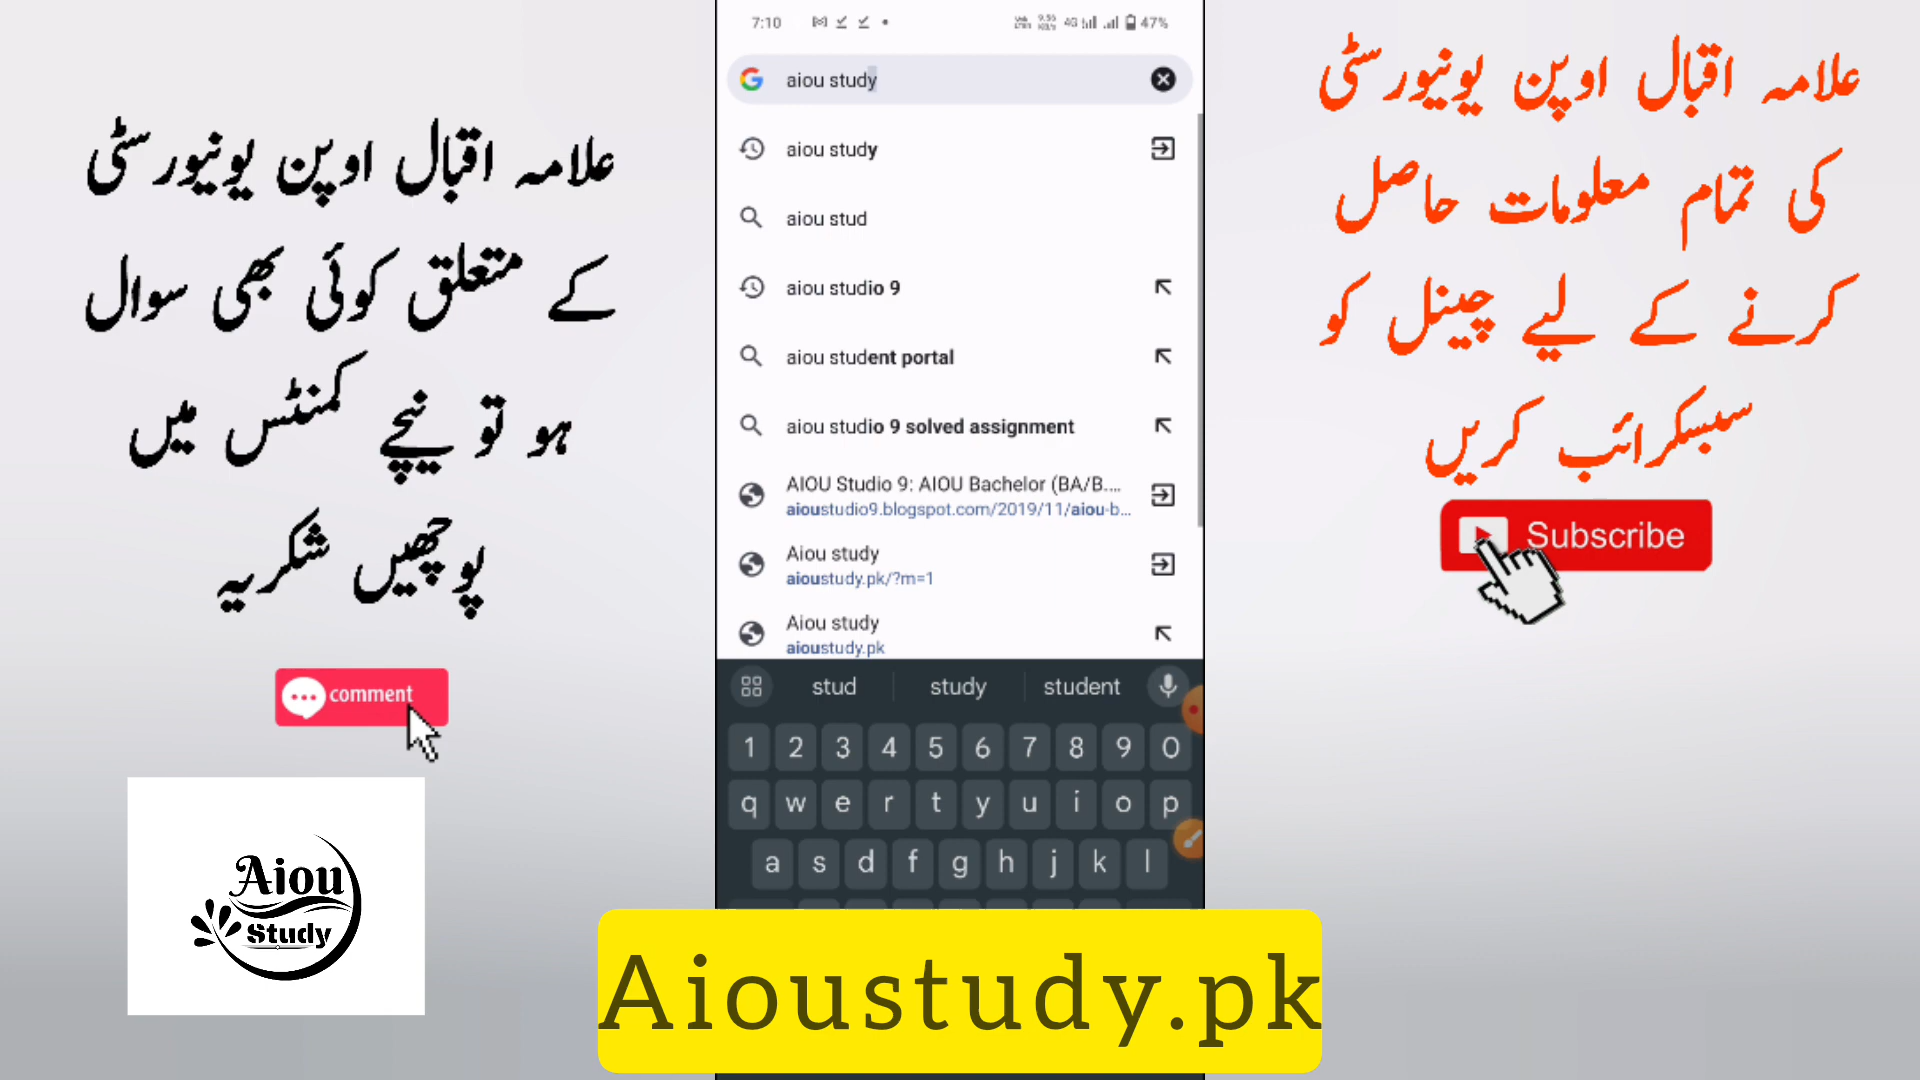 علامہ اقبال اوپن یونیورسٹی
کے متعلق کوئی بھی سوال
ہو تو نیچے کمنٹس میں
پوچھیں شکریہ
comment
Aiou
Study
7:10
4G
47%
aiou study
aiou study
aiou stud
aiou studio 9
aiou student portal
aiou studio 9 solved assignment
AIOU Studio 9: AIOU Bachelor (BA/B....
aioustudio9.blogspot.com/2019/11/aiou-b...
Aiou study
aioustudy.pk/?m=1
Aiou study
aioustudy.pk
stud study student
1 2 3 4 5 6 7 8 9 0
q w e r t y u i o p
a s d f g h j k l
Aioustudy.pk
علامہ اقبال اوپن یونیورسٹی
کی تمام معلومات حاصل
کرنے کے لیے چینل کو
سبسکرائب کریں
Subscribe